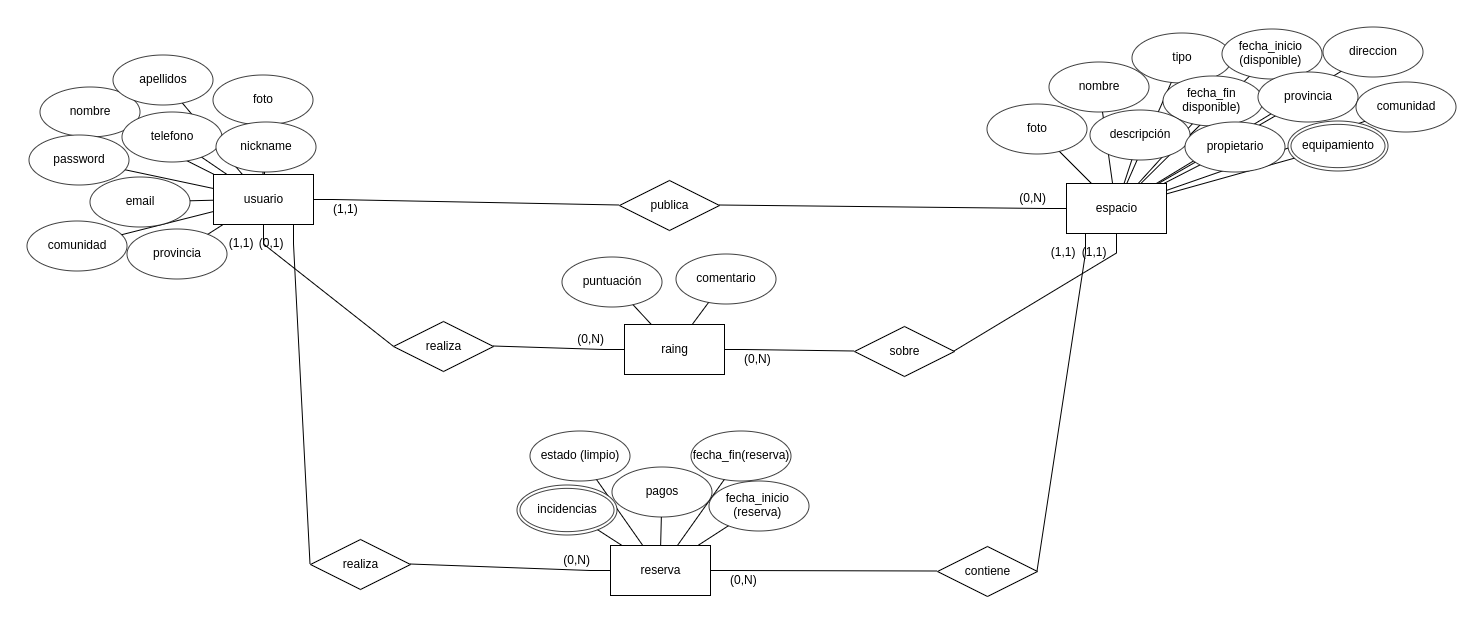 apellidos
nombre
foto
telefono
nickname
password
email
usuario
comunidad
provincia
(1,1)
(1,1)
(0,1)
publica
(0,N)
tipo
fecha_inicio
(disponible)
direccion
nombre
fecha_fin
disponible)
provincia
comunidad
foto
descripción
propietario
equipamiento
espacio
(1,1)
(1,1)
puntuación
comentario
realiza
(0,N)
raing
(0,N)
sobre
estado (limpio)
fecha_fin(reserva)
pagos
incidencias
fecha_inicio
(reserva)
realiza
(0,N)
reserva
(0,N)
contiene